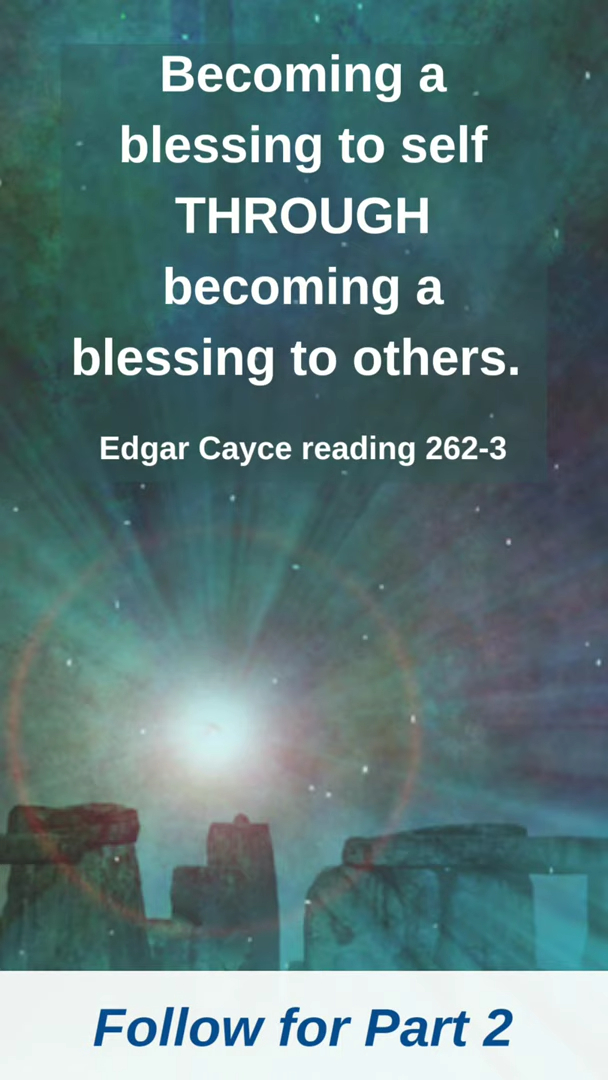 Becoming a
blessing to self
THROUGH
becoming a
blessing to others.
Edgar Cayce reading 262-3
Follow for Part 2